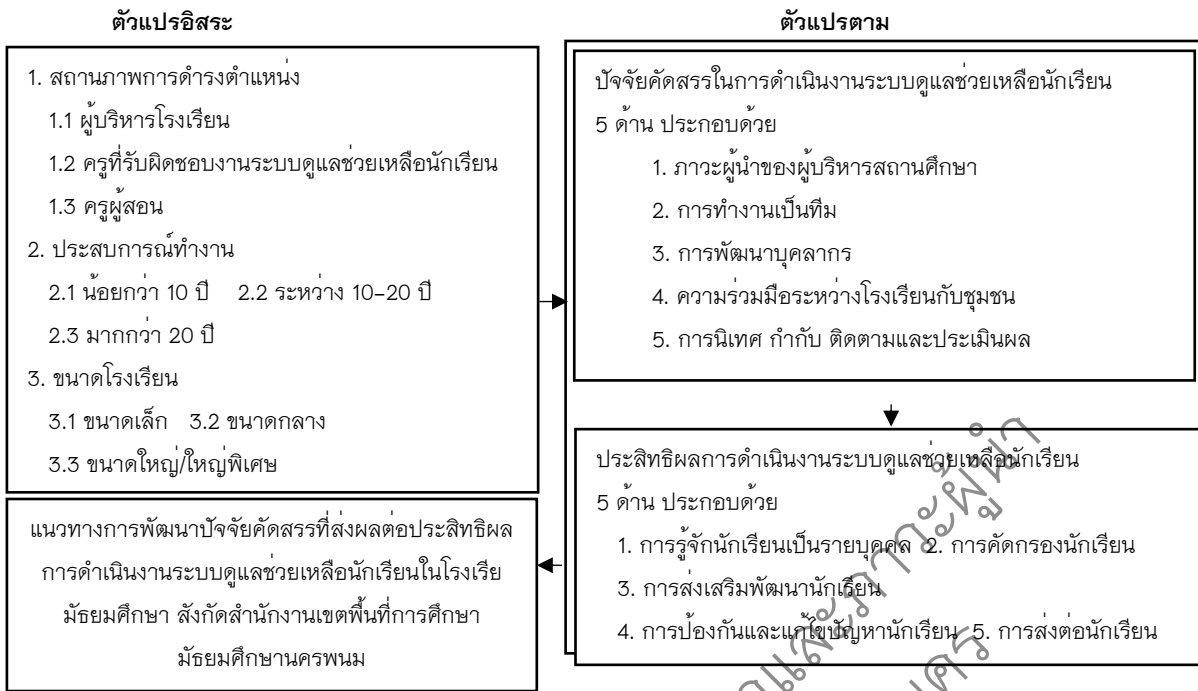 ตัวแปรอิสระ
1. สถานภาพการดำรงตำแหน่ง
1.1 ผู้บริหารโรงเรียน
1.2 ครูที่รับผิดชอบงานระบบดูแลช่วยเหลือนักเรียน
1.3 ครูผู้สอน
2. ประสบการณ์ทำงาน
2.1 น้อยกว่า 10 ปี 2.2 ระหว่าง 10–20 ปี
2.3 มากกว่า 20 ปี
3. ขนาดโรงเรียน
3.1 ขนาดเล็ก 3.2 ขนาดกลาง
3.3 ขนาดใหญ่/ใหญ่พิเศษ
ตัวแปรตาม
ปัจจัยคัดสรรในการดำเนินงานระบบดูแลช่วยเหลือนักเรียน
5 ด้าน ประกอบด้วย
1. ภาวะผู้นำของผู้บริหารสถานศึกษา
2. การทำงานเป็นทีม
3. การพัฒนาบุคลากร
4. ความร่วมมือระหว่างโรงเรียนกับชุมชน
5. การนิเทศ กำกับ ติดตามและประเมินผล
ประสิทธิผลการดำเนินงานระบบดูแลช่วยเหลือนักเรียน
5 ด้าน ประกอบด้วย
1. การรู้จักนักเรียนเป็นรายบุคคล 2. การคัดกรองนักเรียน
3. การส่งเสริมพัฒนานักเรียน
4. การป้องกันและแก้ไขปัญหานักเรียน 5. การส่งต่อนักเรียน
แนวทางการพัฒนาปัจจัยคัดสรรที่ส่งผลต่อประสิทธิผล
การดำเนินงานระบบดูแลช่วยเหลือนักเรียนในโรงเรีย
มัธยมศึกษา สังกัดสำนักงานเขตพื้นที่การศึกษา
มัธยมศึกษานครพนม
และภาวะผู้นำ